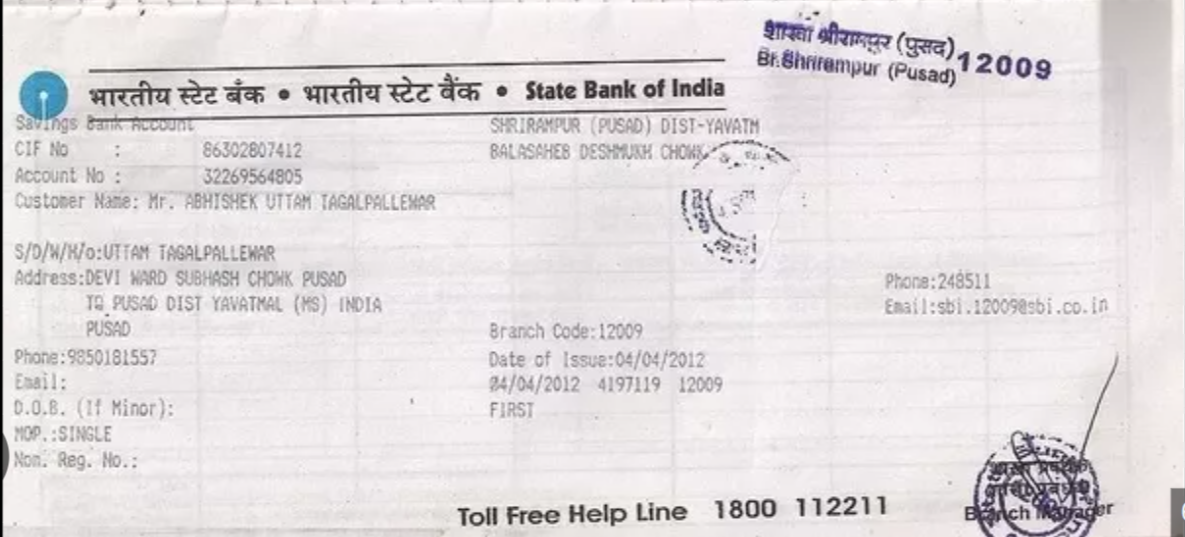 शाखा श्रीरामपुर (पुसद)
Br.Shrirampur (Pusad) 12009
भारतीय स्टेट बँक • भारतीय स्टेट बैंक • State Bank of India
Savings Bank Account
SHRIRAMPUR (PUSAD) DIST-YAVATM
CIF No : 86302807412
BALASAHEB DESHMUKH CHOWK
Account No : 32269564805
Customer Name: Mr. ABHISHEK UTTAM TAGALPALLEWAR
S/D/W/H/o:UTTAM TAGALPALLEWAR
Address:DEVI WARD SUBHASH CHOWK PUSAD
Phone:248511
TQ PUSAD DIST YAVATMAL (MS) INDIA
Email:sbi.12009@sbi.co.in
PUSAD
Branch Code:12009
Phone:9850181557
Date of Issue:04/04/2012
Email:
04/04/2012 4197119 12009
D.O.B. (If Minor):
FIRST
MOP.:SINGLE
Nom. Reg. No.:
Toll Free Help Line 1800 112211
Branch Manager